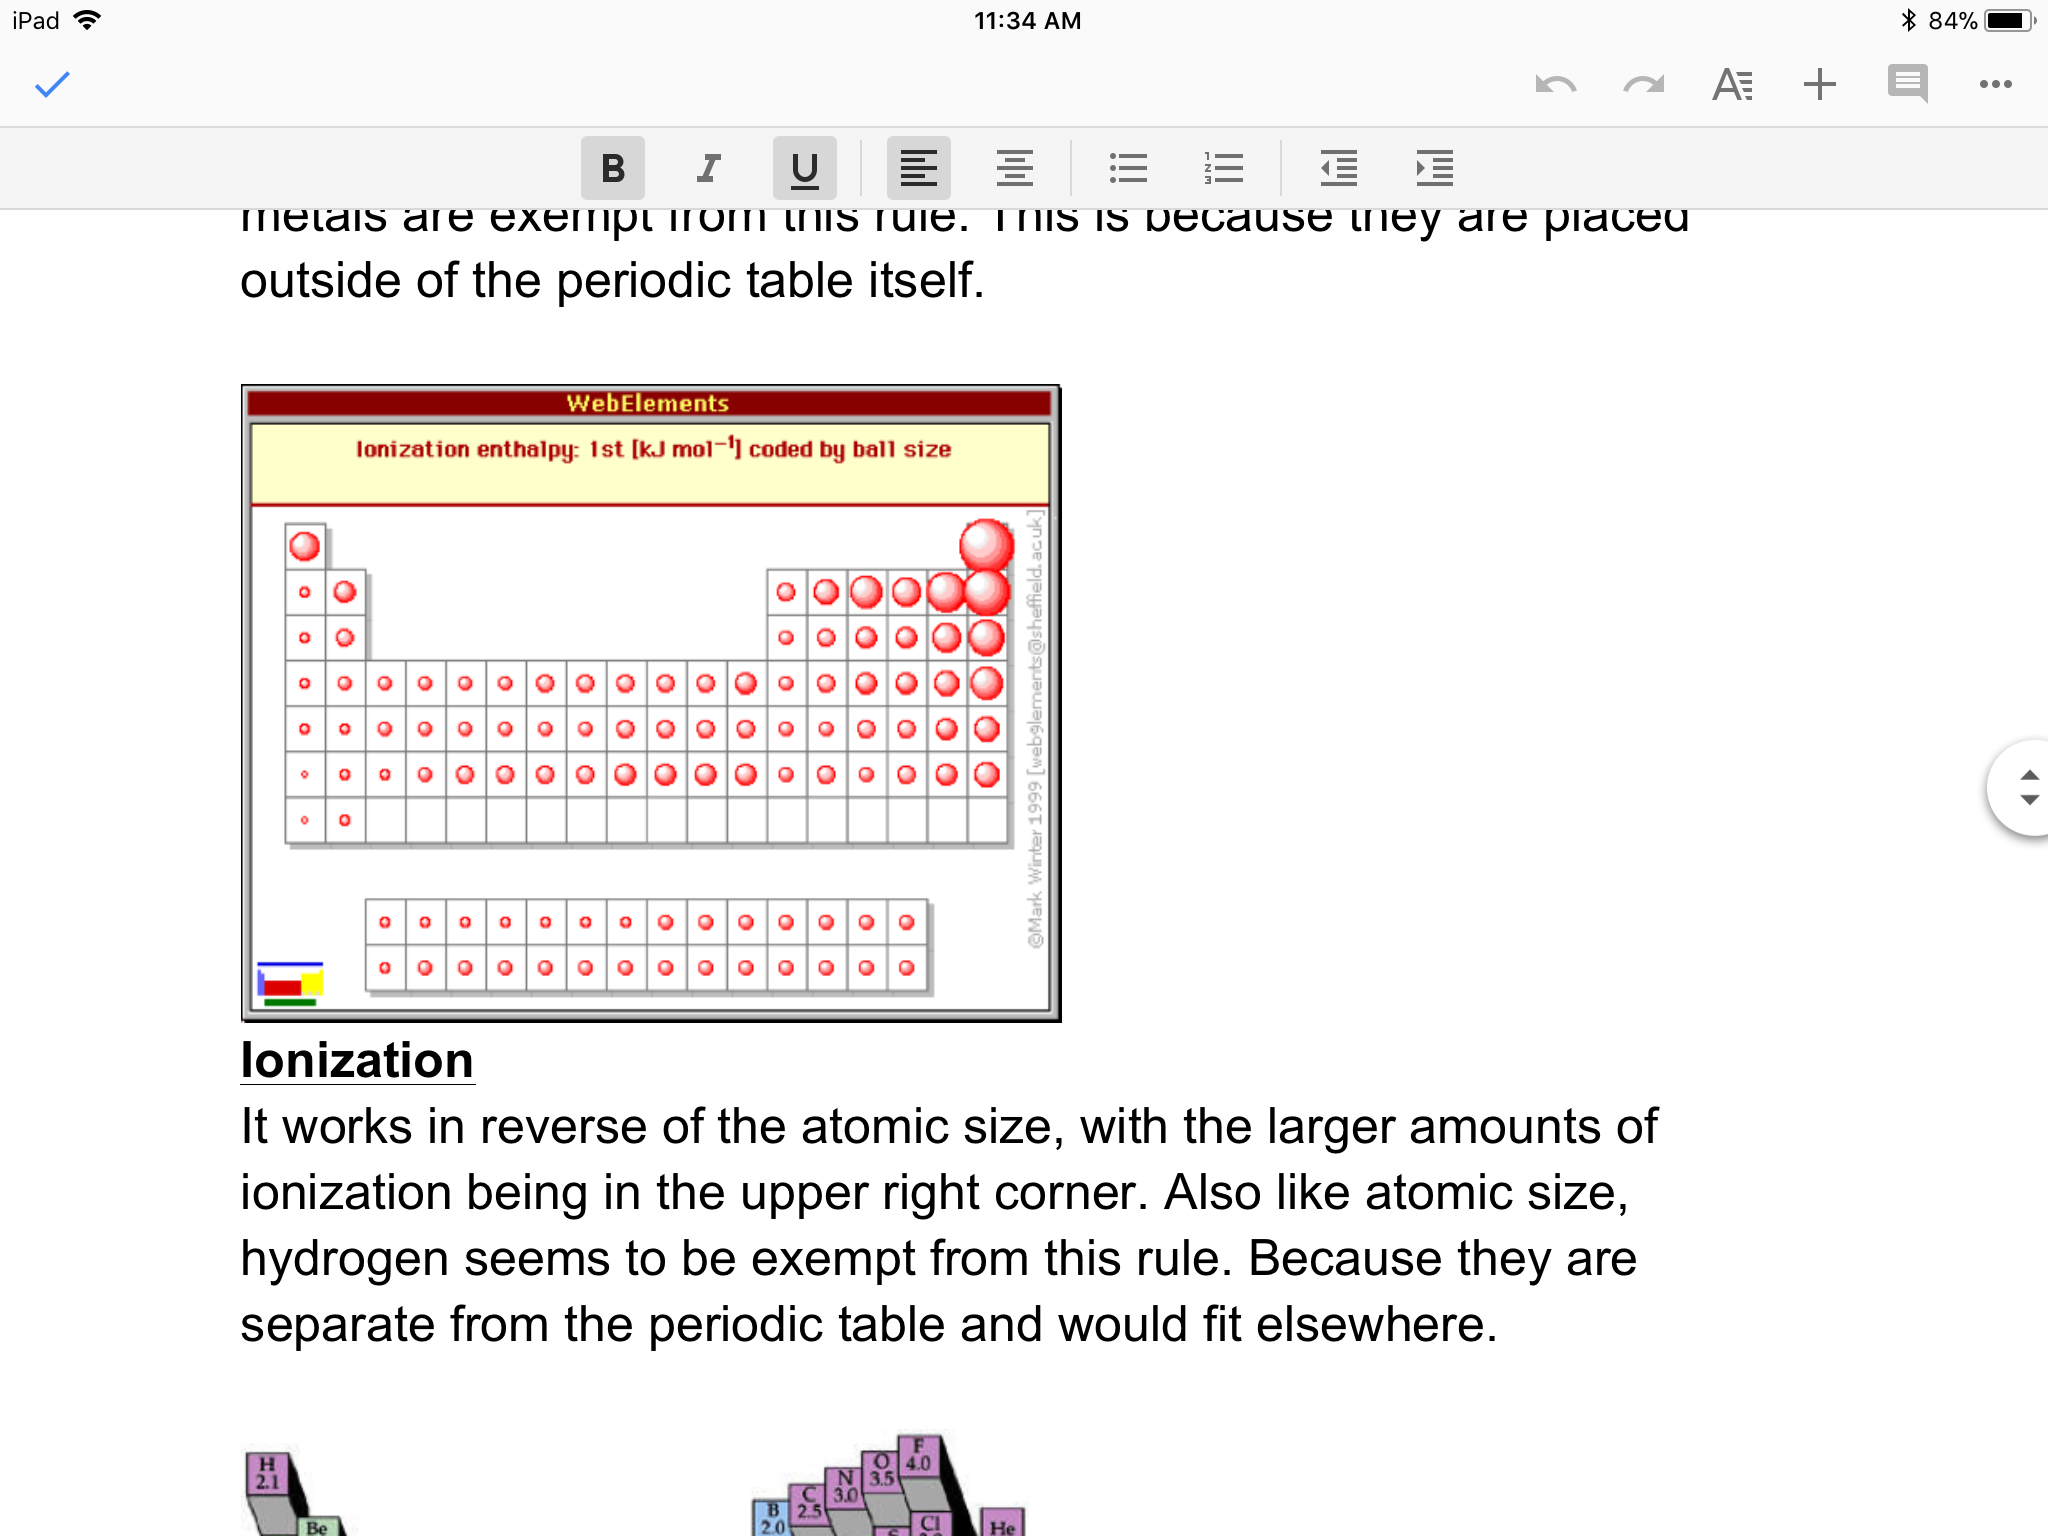 iPad
11:34 AM
84%
B I U
metals are exempt from this rule. This is because they are placed
outside of the periodic table itself.
WebElements
Ionization enthalpy: 1st [kJ mol⁻¹] coded by ball size
©Mark Winter 1999 [web9lements@sheffield.ac.uk]
Ionization
It works in reverse of the atomic size, with the larger amounts of
ionization being in the upper right corner. Also like atomic size,
hydrogen seems to be exempt from this rule. Because they are
separate from the periodic table and would fit elsewhere.
H
2.1
Be
B
2.0
C
2.5
N
3.0
O
3.5
F
4.0
Cl
He